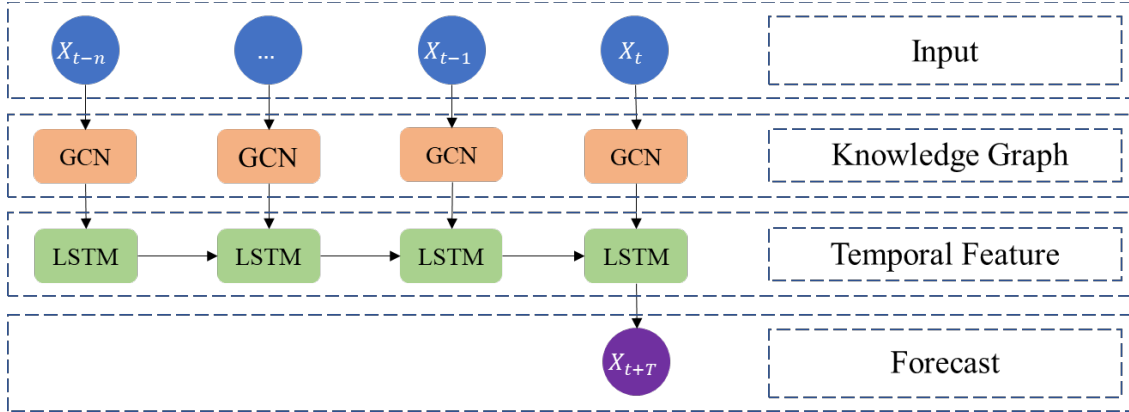 X_{t-n} ... X_{t-1} X_t Input
GCN GCN GCN GCN Knowledge Graph
LSTM LSTM LSTM LSTM Temporal Feature
X_{t+T} Forecast